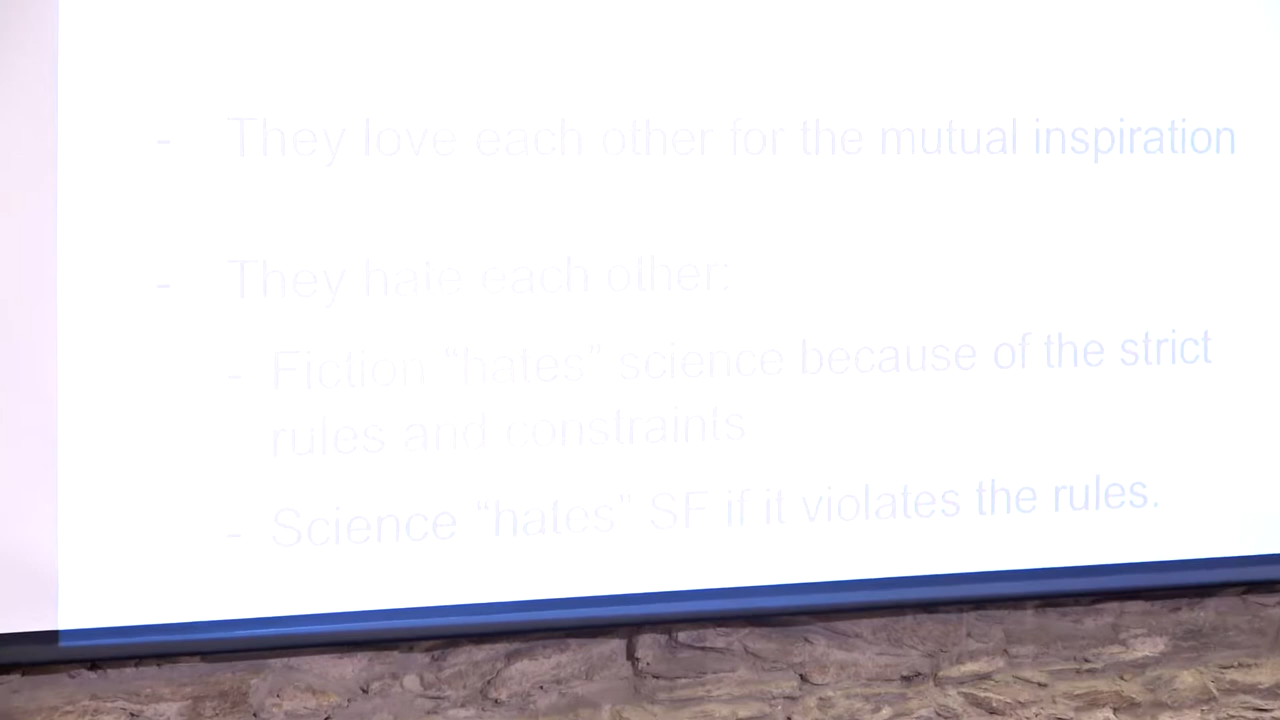 - They love each other for the mutual inspiration
- They hate each other:
- Fiction “hates” science because of the strict
rules and constraints
- Science “hates” SF if it violates the rules.